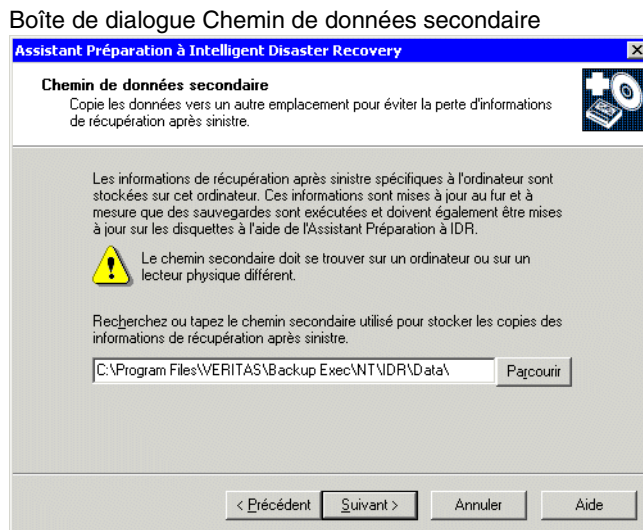 Boîte de dialogue Chemin de données secondaire
Assistant Préparation à Intelligent Disaster Recovery
Chemin de données secondaire
Copie les données vers un autre emplacement pour éviter la perte d'informations
de récupération après sinistre.
Les informations de récupération après sinistre spécifiques à l'ordinateur sont
stockées sur cet ordinateur. Ces informations sont mises à jour au fur et à
mesure que des sauvegardes sont exécutées et doivent également être mises
à jour sur les disquettes à l'aide de l'Assistant Préparation à IDR.
Le chemin secondaire doit se trouver sur un ordinateur ou sur un
lecteur physique différent.
Recherchez ou tapez le chemin secondaire utilisé pour stocker les copies des
informations de récupération après sinistre.
C:\Program Files\VERITAS\Backup Exec\NT\IDR\Data\
Parcourir
< Précédent
Suivant >
Annuler
Aide